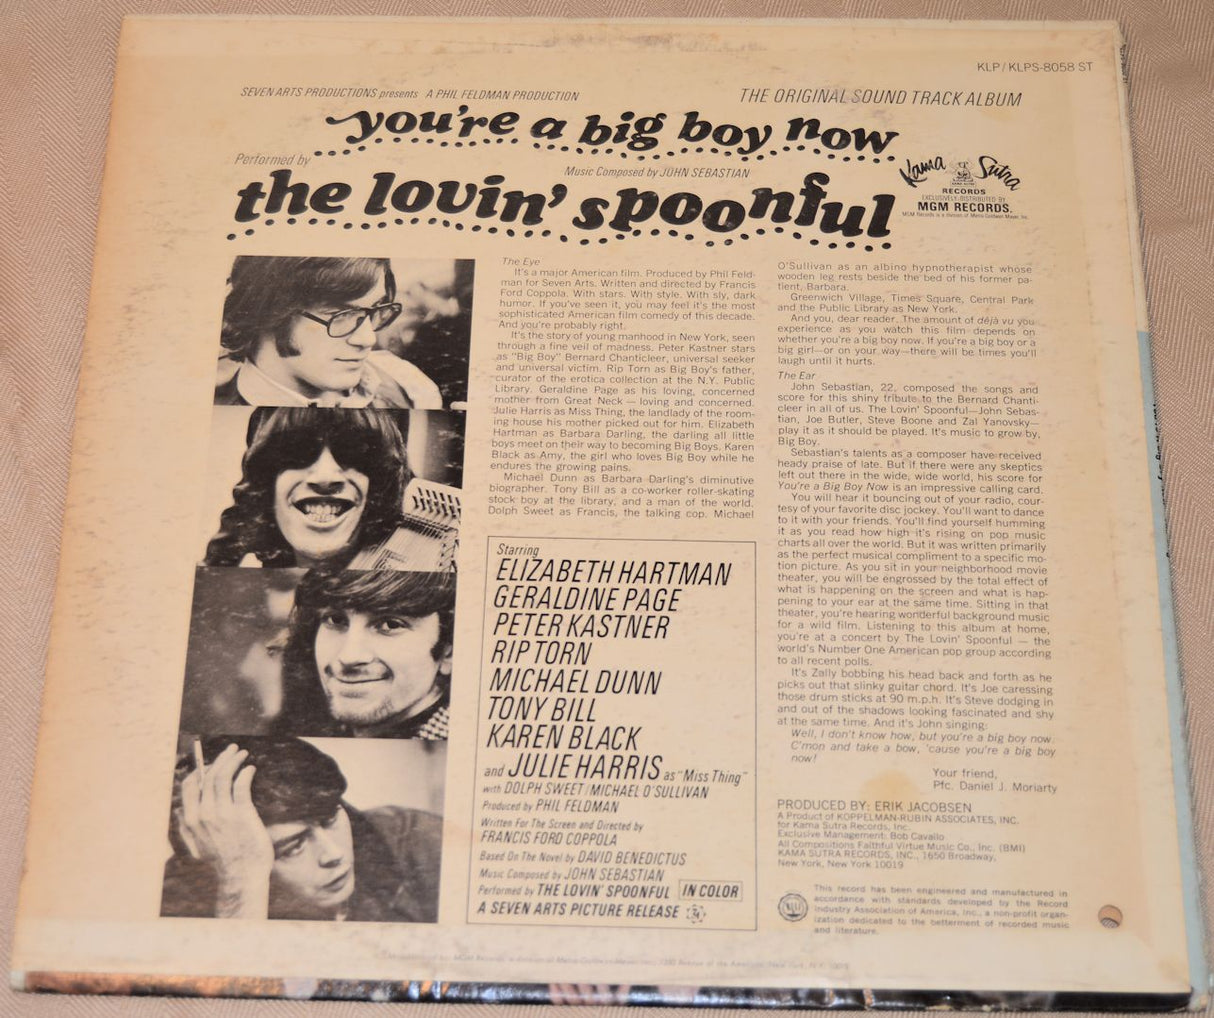 KLP/KLPS-8058 ST
SEVEN ARTS PRODUCTIONS presents A PHIL FELDMAN PRODUCTION
THE ORIGINAL SOUND TRACK ALBUM
you're a big boy now
Performed by
Music Composed by JOHN SEBASTIAN
the lovin' spoonful
Kama Sutra
RECORDS
EXCLUSIVELY DISTRIBUTED BY
MGM RECORDS.
MGM Records is a division of Metro-Goldwyn-Mayer, Inc.
The Eye
It's a major American film. Produced by Phil Feld-
man for Seven Arts. Written and directed by Francis
Ford Coppola. With stars. With style. With sly, dark
humor. If you've seen it, you may feel it's the most
sophisticated American film comedy of this decade.
And you're probably right.
It's the story of young manhood in New York, seen
through a fine veil of madness. Peter Kastner stars
as "Big Boy" Bernard Chanticleer, universal seeker
and universal victim. Rip Torn as Big Boy's father,
curator of the erotica collection at the N.Y. Public
Library. Geraldine Page as his loving, concerned
mother from Great Neck — loving and concerned.
Julie Harris as Miss Thing, the landlady of the room-
ing house his mother picked out for him. Elizabeth
Hartman as Barbara Darling, the darling all little
boys meet on their way to becoming Big Boys. Karen
Black as Amy, the girl who loves Big Boy while he
endures the growing pains.
Michael Dunn as Barbara Darling's diminutive
biographer. Tony Bill as a co-worker roller-skating
stock boy at the library, and a man of the world.
Dolph Sweet as Francis, the talking cop. Michael
O'Sullivan as an albino hypnotherapist whose
wooden leg rests beside the bed of his former pa-
tient, Barbara.
Greenwich Village, Times Square, Central Park
and the Public Library as New York.
And you, dear reader. The amount of déjà vu you
experience as you watch this film depends on
whether you're a big boy now. If you're a big boy or a
big girl—or on your way—there will be times you'll
laugh until it hurts.
The Ear
John Sebastian, 22, composed the songs and
score for this shiny tribute to the Bernard Chanti-
cleer in all of us. The Lovin' Spoonful—John Sebas-
tian, Joe Butler, Steve Boone and Zal Yanovsky—
play it as it should be played. It's music to grow by,
Big Boy.
Sebastian's talents as a composer have received
heady praise of late. But if there were any skeptics
left out there in the wide, wide world, his score for
You're a Big Boy Now is an impressive calling card.
You will hear it bouncing out of your radio, cour-
tesy of your favorite disc jockey. You'll want to dance
to it with your friends. You'll find yourself humming
it as you read how high it's rising on pop music
charts all over the world. But it was written primarily
as the perfect musical compliment to a specific mo-
tion picture. As you sit in your neighborhood movie
theater, you will be engrossed by the total effect of
what is happening on the screen and what is hap-
pening to your ear at the same time. Sitting in that
theater, you're hearing wonderful background music
for a wild film. Listening to this album at home,
you're at a concert by The Lovin' Spoonful — the
world's Number One American pop group according
to all recent polls.
It's Zally bobbing his head back and forth as he
picks out that slinky guitar chord. It's Joe caressing
those drum sticks at 90 m.p.h. It's Steve dodging in
and out of the shadows looking fascinated and shy
at the same time. And it's John singing:
Well, I don't know how, but you're a big boy now.
C'mon and take a bow, 'cause you're a big boy
now!
Your friend,
Pfc. Daniel J. Moriarty
Starring
ELIZABETH HARTMAN
GERALDINE PAGE
PETER KASTNER
RIP TORN
MICHAEL DUNN
TONY BILL
KAREN BLACK
and JULIE HARRIS as "Miss Thing"
with DOLPH SWEET/MICHAEL O'SULLIVAN
Produced by PHIL FELDMAN
Written For The Screen and Directed by
FRANCIS FORD COPPOLA
Based On The Novel by DAVID BENEDICTUS
Music Composed by JOHN SEBASTIAN
Performed by THE LOVIN' SPOONFUL IN COLOR
A SEVEN ARTS PICTURE RELEASE
PRODUCED BY: ERIK JACOBSEN
A Product of KOPPELMAN-RUBIN ASSOCIATES, INC.
for Kama Sutra Records, Inc.
Exclusive Management: Bob Cavallo
All Compositions Faithful Virtue Music Co., Inc. (BMI)
KAMA SUTRA RECORDS, INC., 1650 Broadway,
New York, New York 10019
This record has been engineered and manufactured in
accordance with standards developed by the Record
Industry Association of America, Inc., a non-profit organ-
ization dedicated to the betterment of recorded music
and literature.